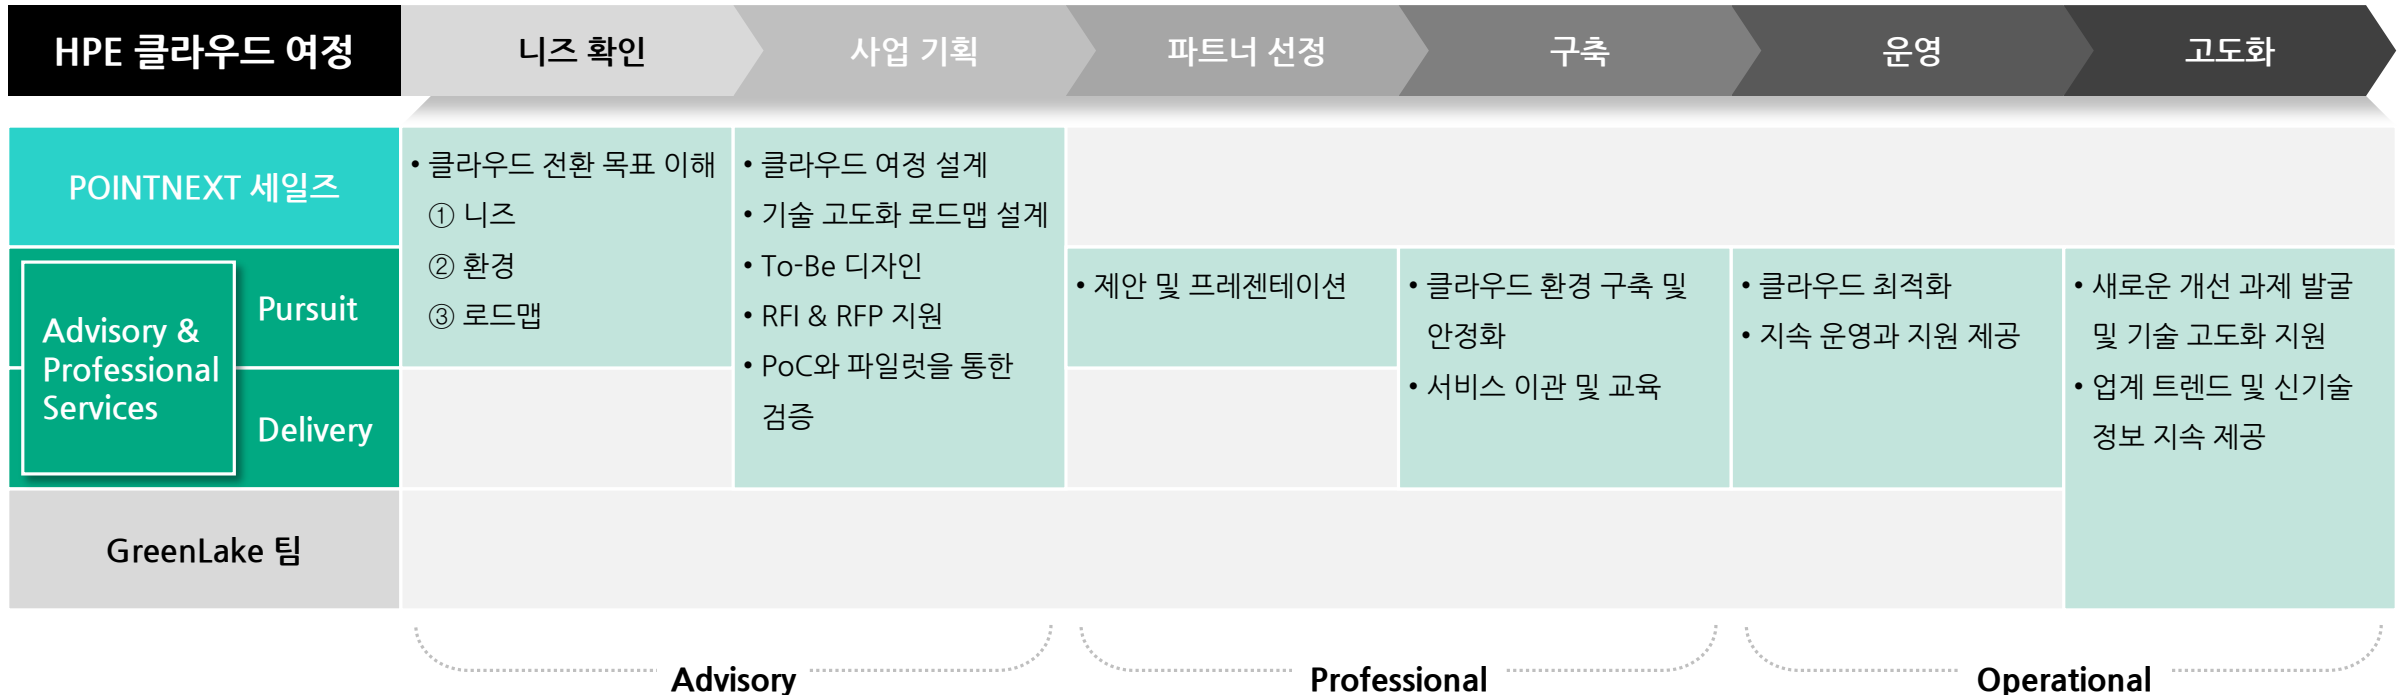 HPE 클라우드 여정
니즈 확인
사업 기획
파트너 선정
구축
운영
고도화
POINTNEXT 세일즈
• 클라우드 전환 목표 이해
① 니즈
② 환경
③ 로드맵
• 클라우드 여정 설계
• 기술 고도화 로드맵 설계
• To-Be 디자인
• RFI & RFP 지원
• PoC와 파일럿을 통한
검증
Advisory &
Professional
Services
Pursuit
Delivery
• 제안 및 프레젠테이션
• 클라우드 환경 구축 및
안정화
• 서비스 이관 및 교육
• 클라우드 최적화
• 지속 운영과 지원 제공
• 새로운 개선 과제 발굴
및 기술 고도화 지원
• 업계 트렌드 및 신기술
정보 지속 제공
GreenLake 팀
Advisory
Professional
Operational